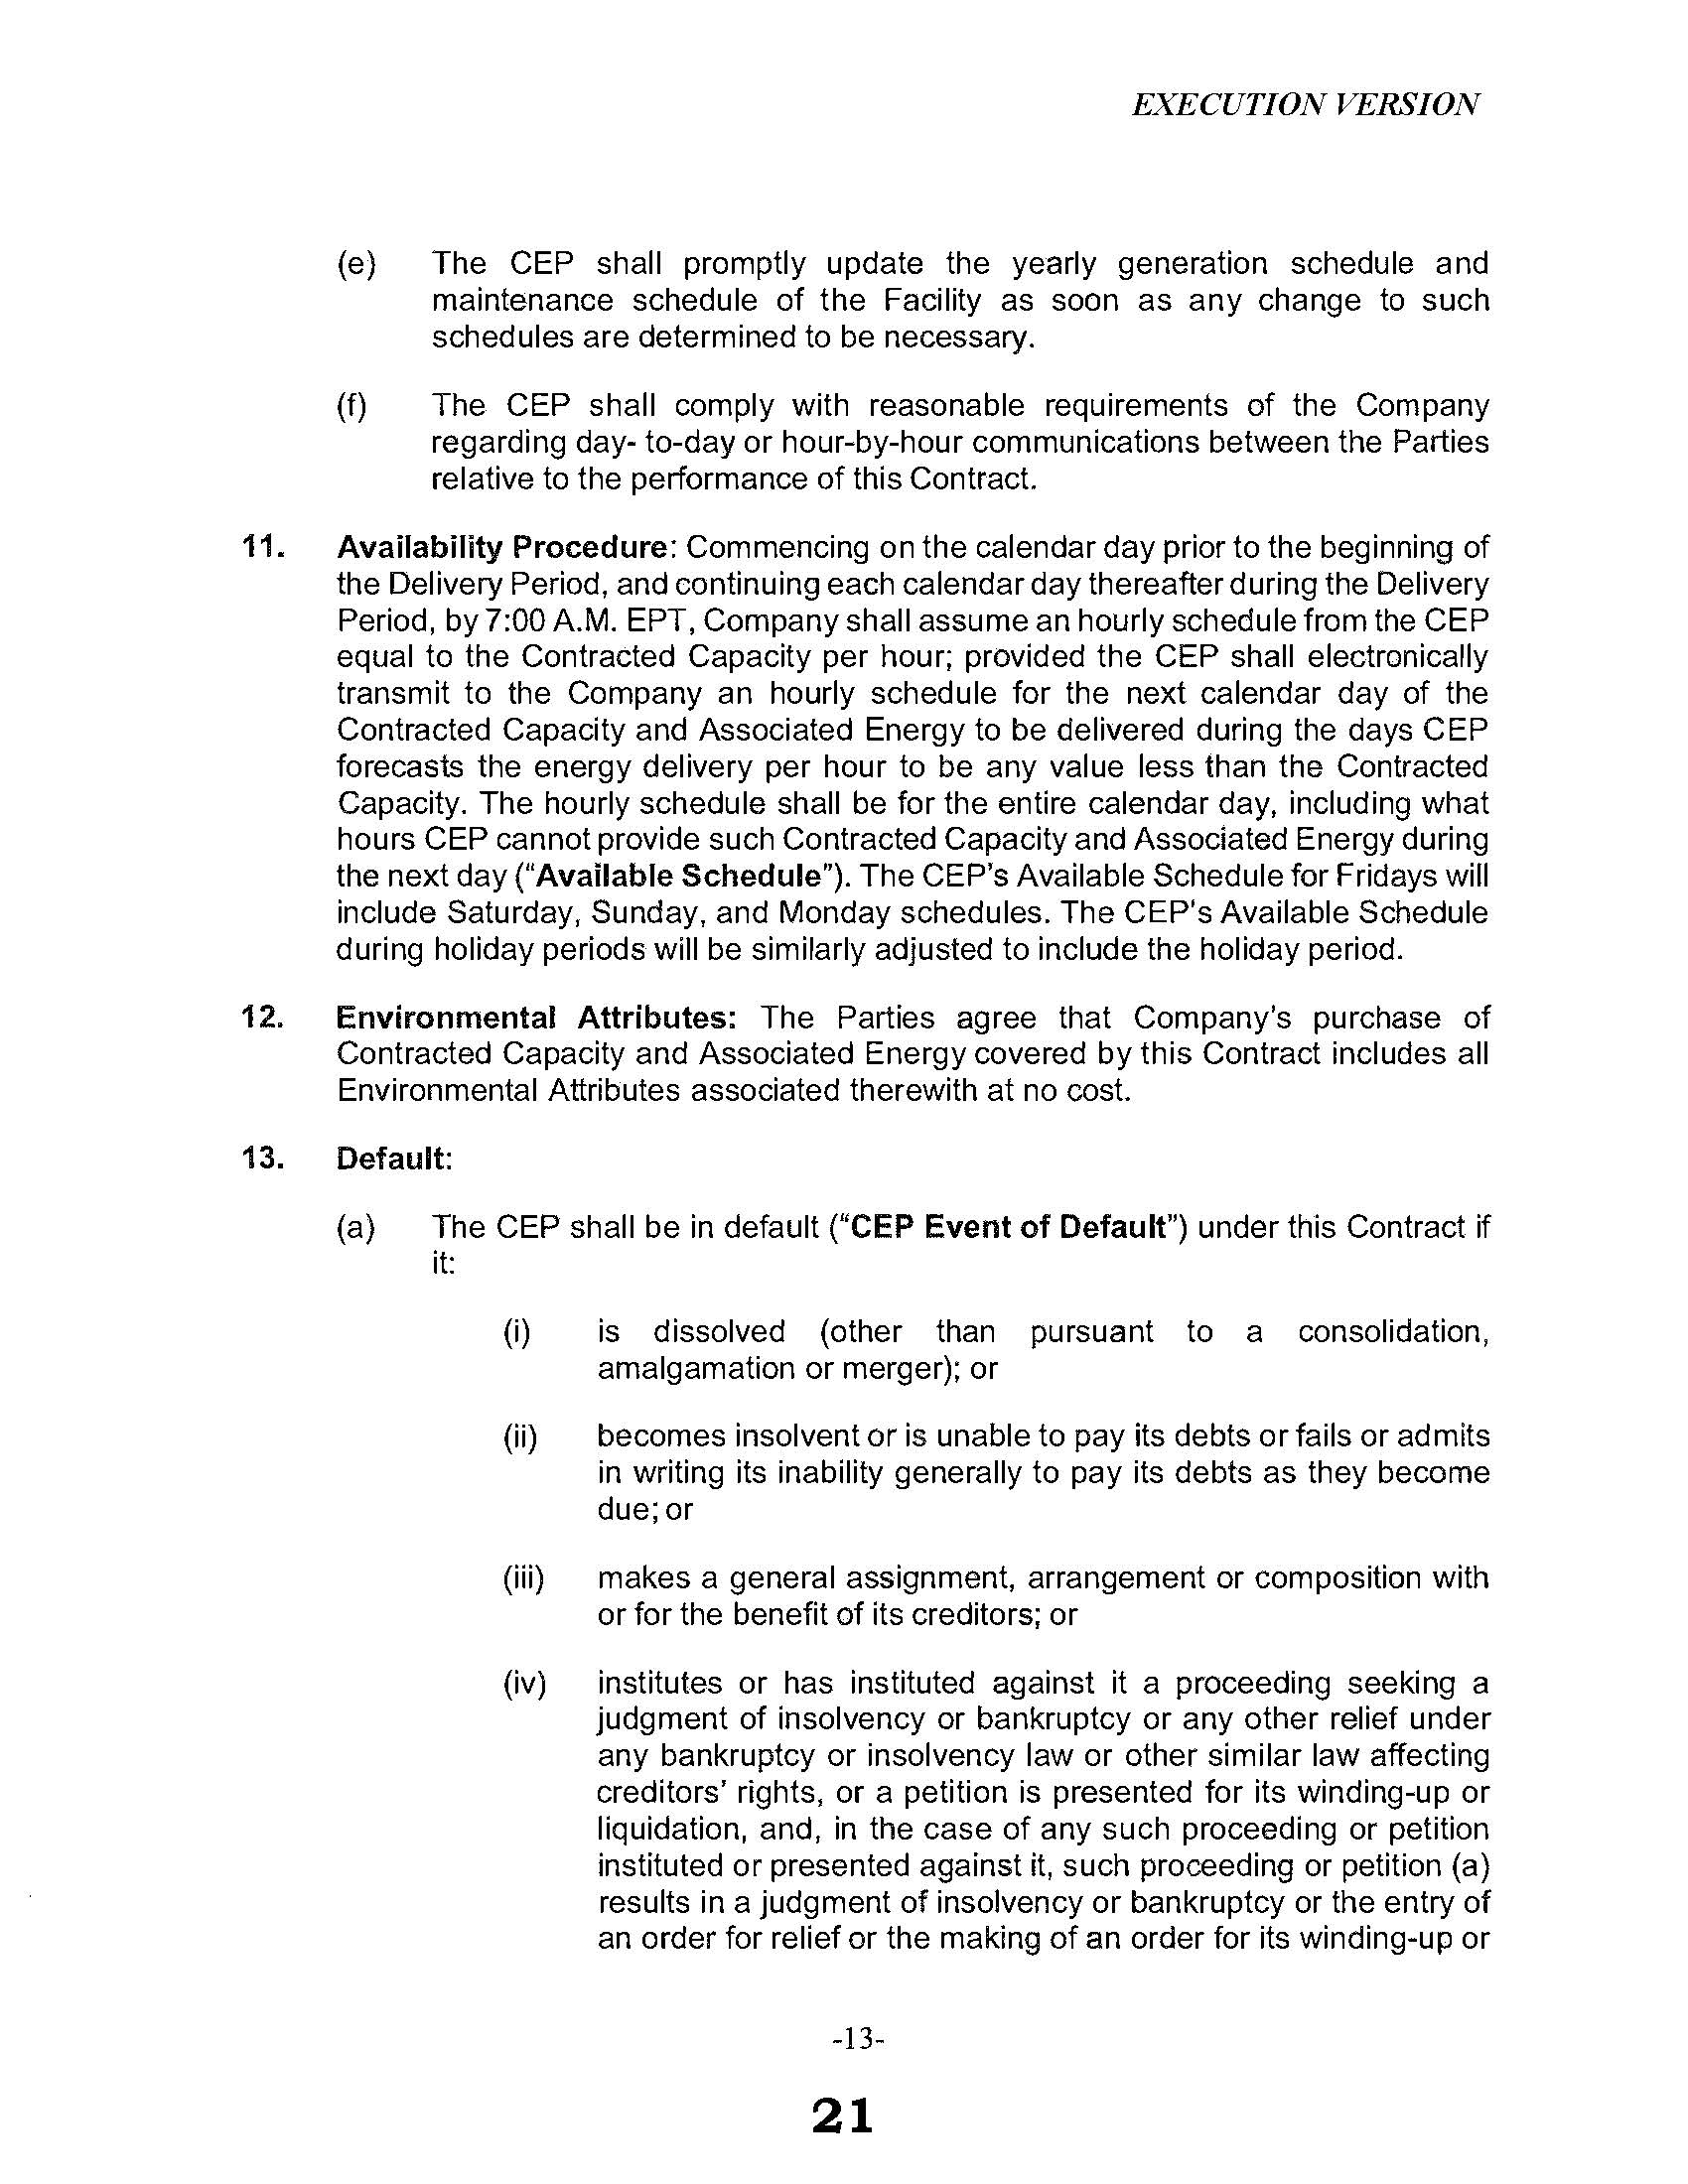 EXECUTION VERSION
(e) The CEP shall promptly update the yearly generation schedule and
maintenance schedule of the Facility as soon as any change to such
schedules are determined to be necessary.
(f) The CEP shall comply with reasonable requirements of the Company
regarding day- to-day or hour-by-hour communications between the Parties
relative to the performance of this Contract.
11. Availability Procedure: Commencing on the calendar day prior to the beginning of
the Delivery Period, and continuing each calendar day thereafter during the Delivery
Period, by 7:00 A.M. EPT, Company shall assume an hourly schedule from the CEP
equal to the Contracted Capacity per hour; provided the CEP shall electronically
transmit to the Company an hourly schedule for the next calendar day of the
Contracted Capacity and Associated Energy to be delivered during the days CEP
forecasts the energy delivery per hour to be any value less than the Contracted
Capacity. The hourly schedule shall be for the entire calendar day, including what
hours CEP cannot provide such Contracted Capacity and Associated Energy during
the next day (“Available Schedule”). The CEP’s Available Schedule for Fridays will
include Saturday, Sunday, and Monday schedules. The CEP's Available Schedule
during holiday periods will be similarly adjusted to include the holiday period.
12. Environmental Attributes: The Parties agree that Company’s purchase of
Contracted Capacity and Associated Energy covered by this Contract includes all
Environmental Attributes associated therewith at no cost.
13. Default:
(a) The CEP shall be in default (“CEP Event of Default”) under this Contract if
it:
(i) is dissolved (other than pursuant to a consolidation,
amalgamation or merger); or
(ii) becomes insolvent or is unable to pay its debts or fails or admits
in writing its inability generally to pay its debts as they become
due; or
(iii) makes a general assignment, arrangement or composition with
or for the benefit of its creditors; or
(iv) institutes or has instituted against it a proceeding seeking a
judgment of insolvency or bankruptcy or any other relief under
any bankruptcy or insolvency law or other similar law affecting
creditors’ rights, or a petition is presented for its winding-up or
liquidation, and, in the case of any such proceeding or petition
instituted or presented against it, such proceeding or petition (a)
results in a judgment of insolvency or bankruptcy or the entry of
an order for relief or the making of an order for its winding-up or
-13-
21